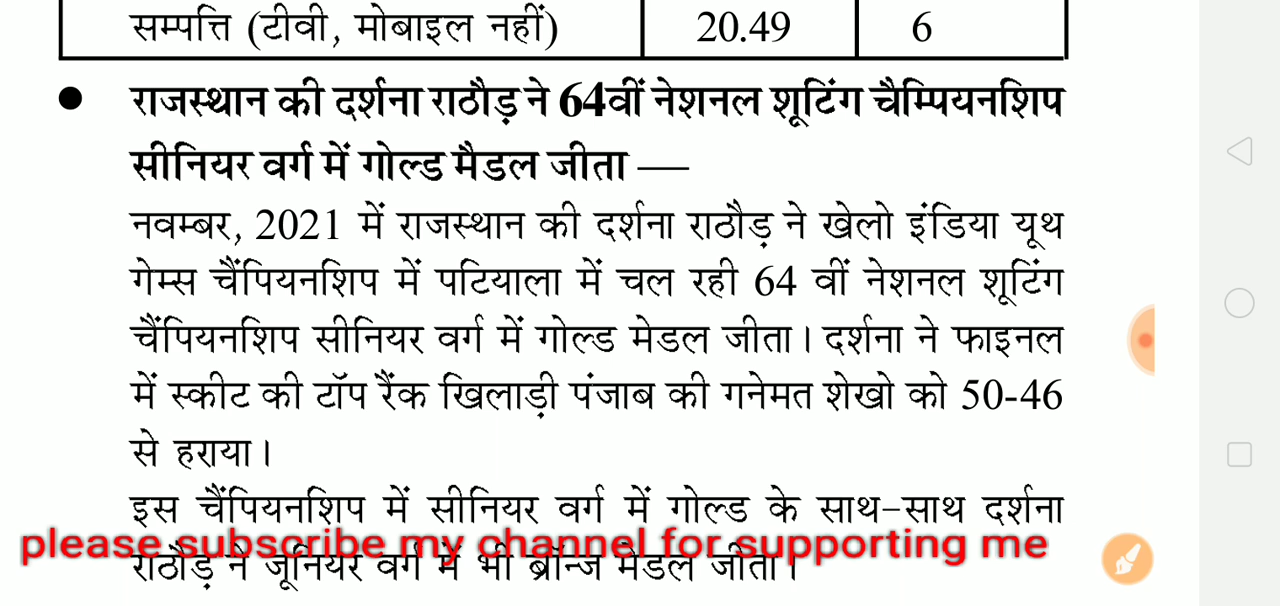 सम्पत्ति (टीवी, मोबाइल नहीं) 20.49 6
● राजस्थान की दर्शना राठौड़ ने 64वीं नेशनल शूटिंग चैम्पियनशिप
सीनियर वर्ग में गोल्ड मैडल जीता —
नवम्बर, 2021 में राजस्थान की दर्शना राठौड़ ने खेलो इंडिया यूथ
गेम्स चैंपियनशिप में पटियाला में चल रही 64 वीं नेशनल शूटिंग
चैंपियनशिप सीनियर वर्ग में गोल्ड मेडल जीता। दर्शना ने फाइनल
में स्कीट की टॉप रैंक खिलाड़ी पंजाब की गनेमत शेखो को 50-46
से हराया।
इस चैंपियनशिप में सीनियर वर्ग में गोल्ड के साथ-साथ दर्शना
please subscribe my channel for supporting me
राठौड़ ने जूनियर वर्ग में भी ब्रॉन्ज मेडल जीता।